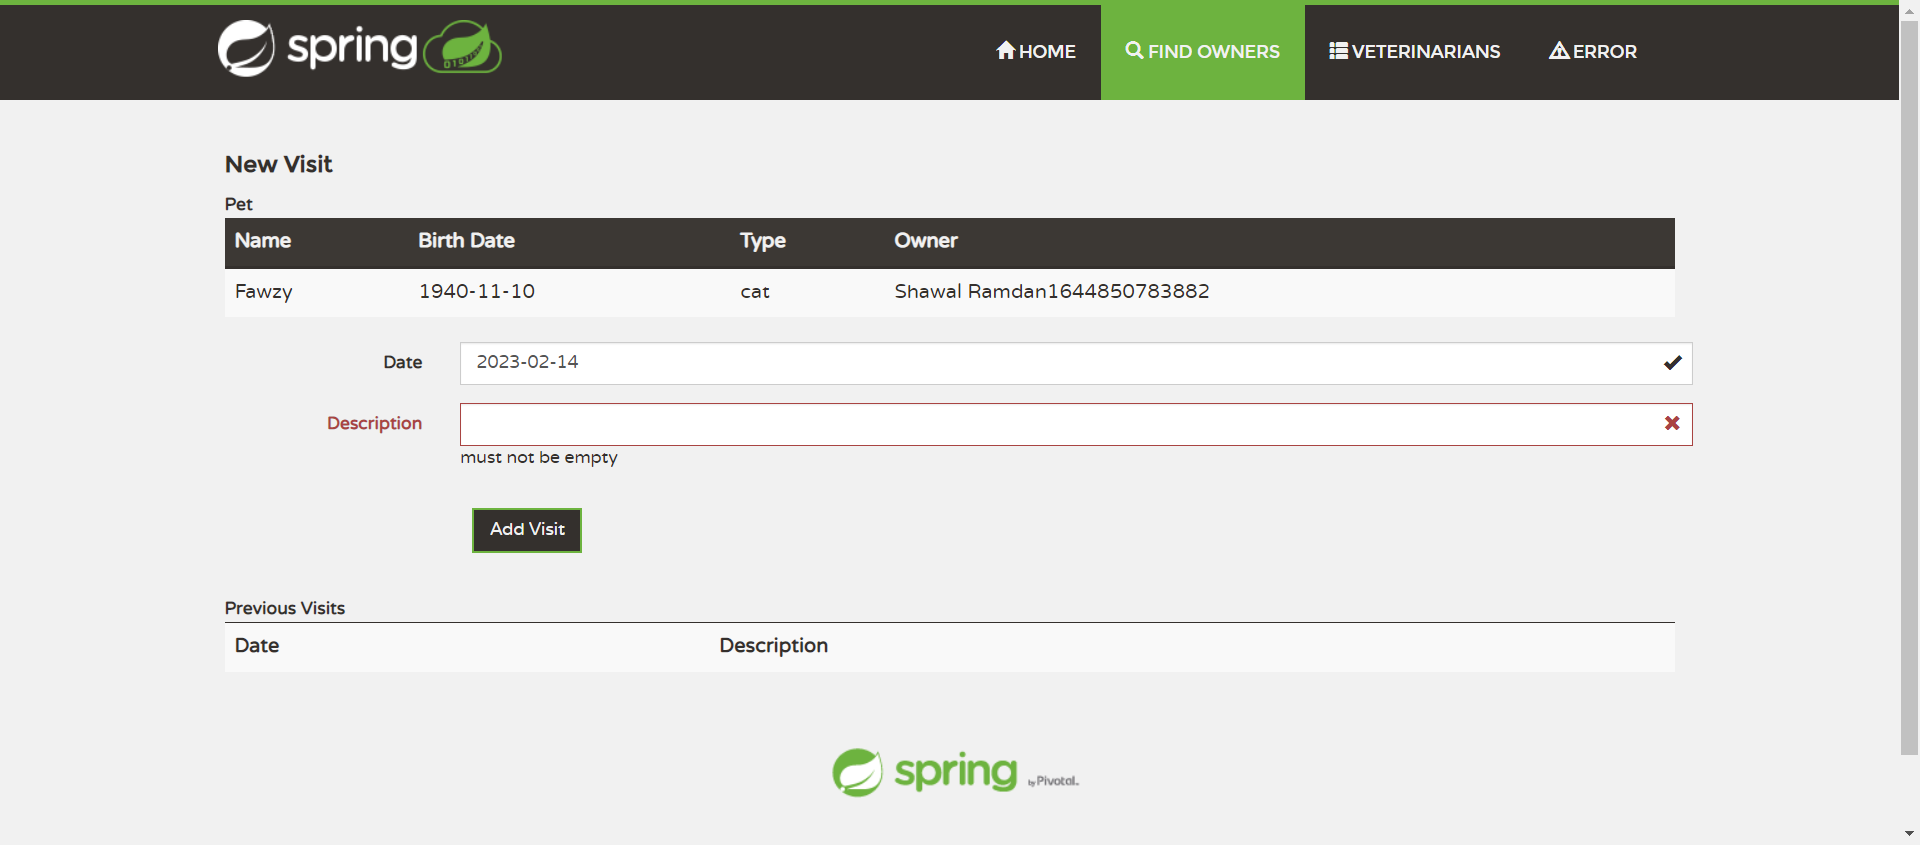 spring
HOME
FIND OWNERS
VETERINARIANS
ERROR
New Visit
Pet
Name Birth Date Type Owner
Fawzy 1940-11-10 cat Shawal Ramdan1644850783882
Date 2023-02-14
Description
must not be empty
Add Visit
Previous Visits
Date Description
spring by Pivotal